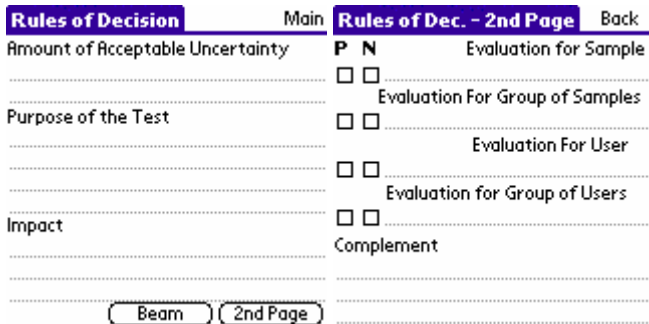 Rules of Decision Main
Amount of Acceptable Uncertainty
Purpose of the Test
Impact
Beam 2nd Page
Rules of Dec. - 2nd Page Back
P N Evaluation for Sample
Evaluation For Group of Samples
Evaluation For User
Evaluation for Group of Users
Complement